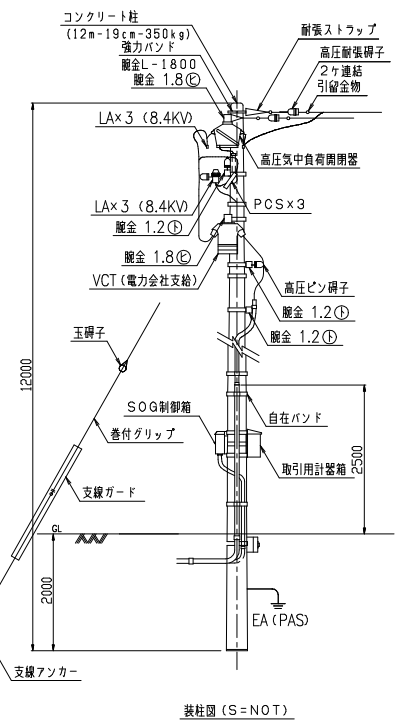 コンクリート柱
(12m-19cm-350kg)
強力バンド
腕金L-1800
腕金 1.8㋪
耐張ストラップ
高圧耐張碍子
2ケ連結
引留金物
LA×3 (8.4KV)
高圧気中負荷開閉器
LA×3 (8.4KV)
PCS×3
腕金 1.2㋣
腕金 1.8㋪
VCT(電力会社支給)
高圧ピン碍子
腕金 1.2㋣
腕金 1.2㋣
玉碍子
12000
SOG制御箱
自在バンド
巻付グリップ
2500
取引用計器箱
支線ガード
GL
2000
EA(PAS)
支線アンカー
装柱図(S=NOT)